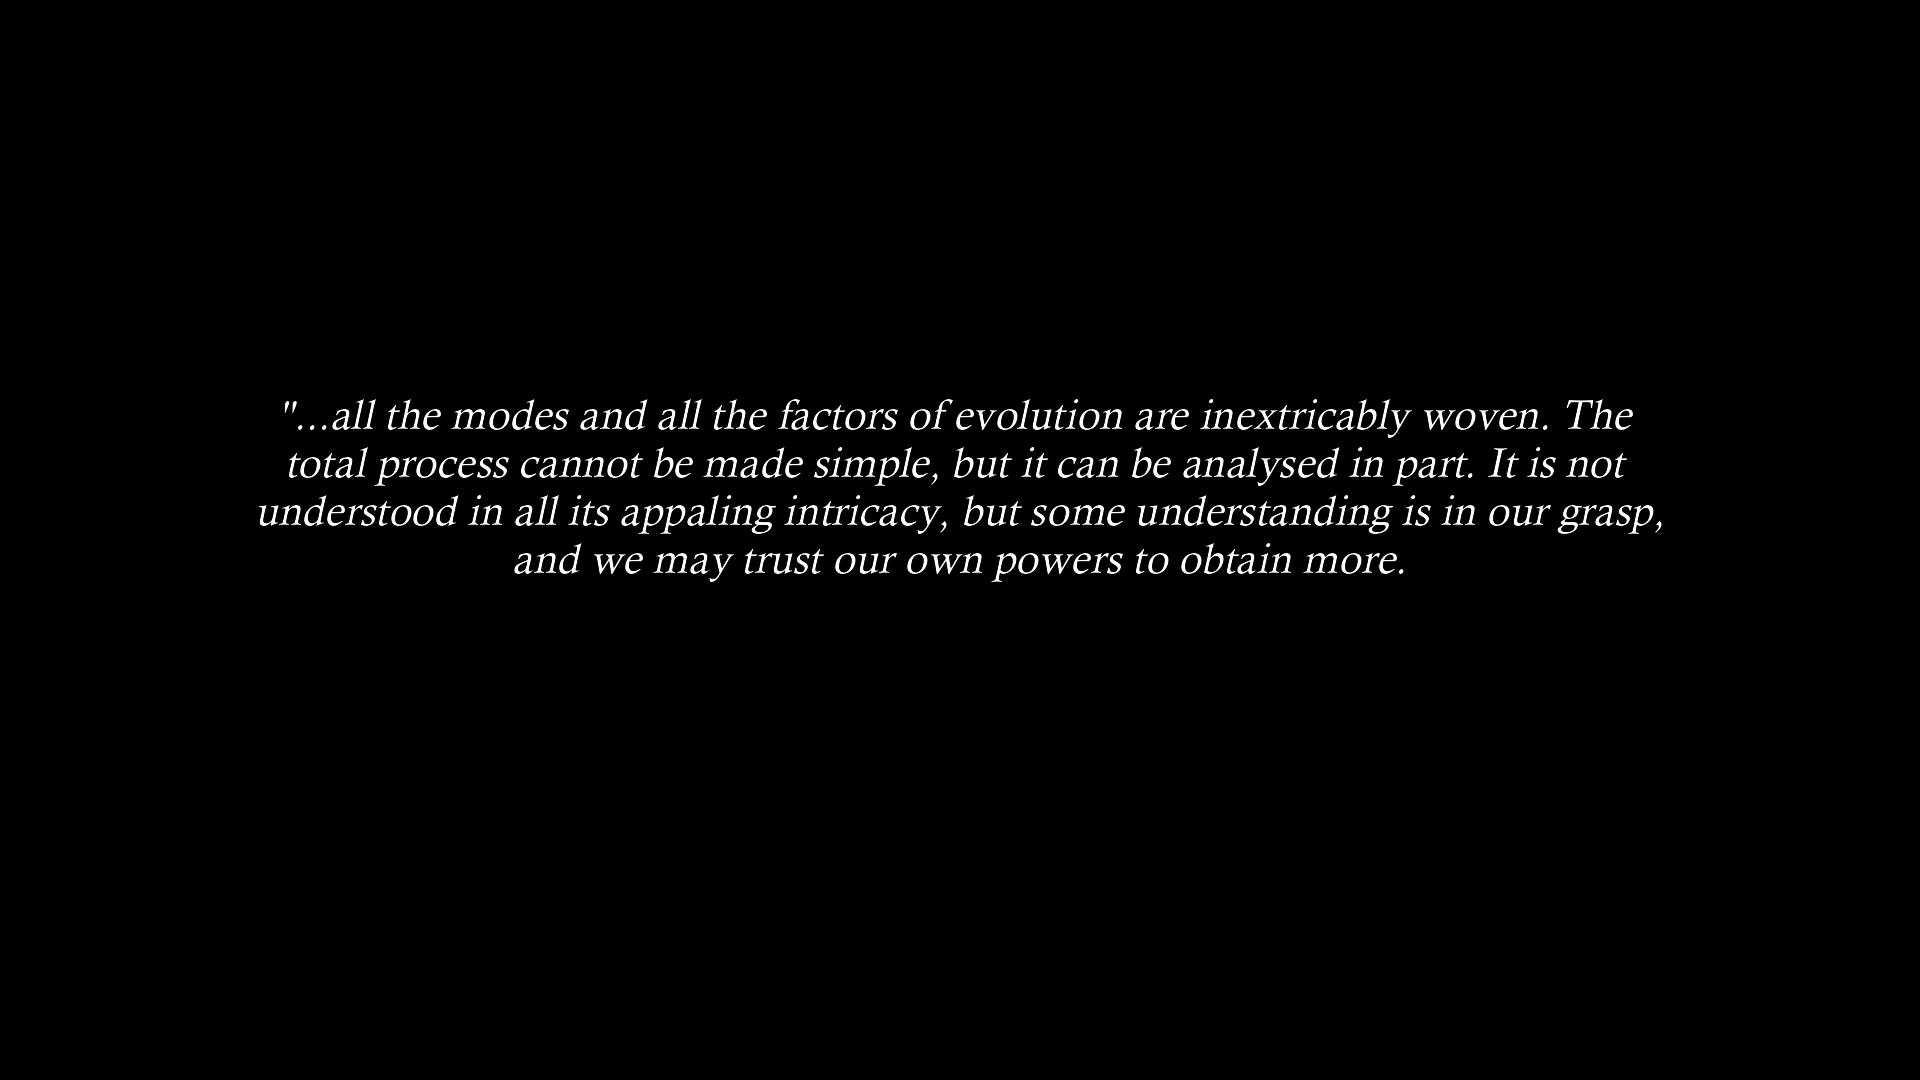 "...all the modes and all the factors of evolution are inextricably woven. The
total process cannot be made simple, but it can be analysed in part. It is not
understood in all its appaling intricacy, but some understanding is in our grasp,
and we may trust our own powers to obtain more.